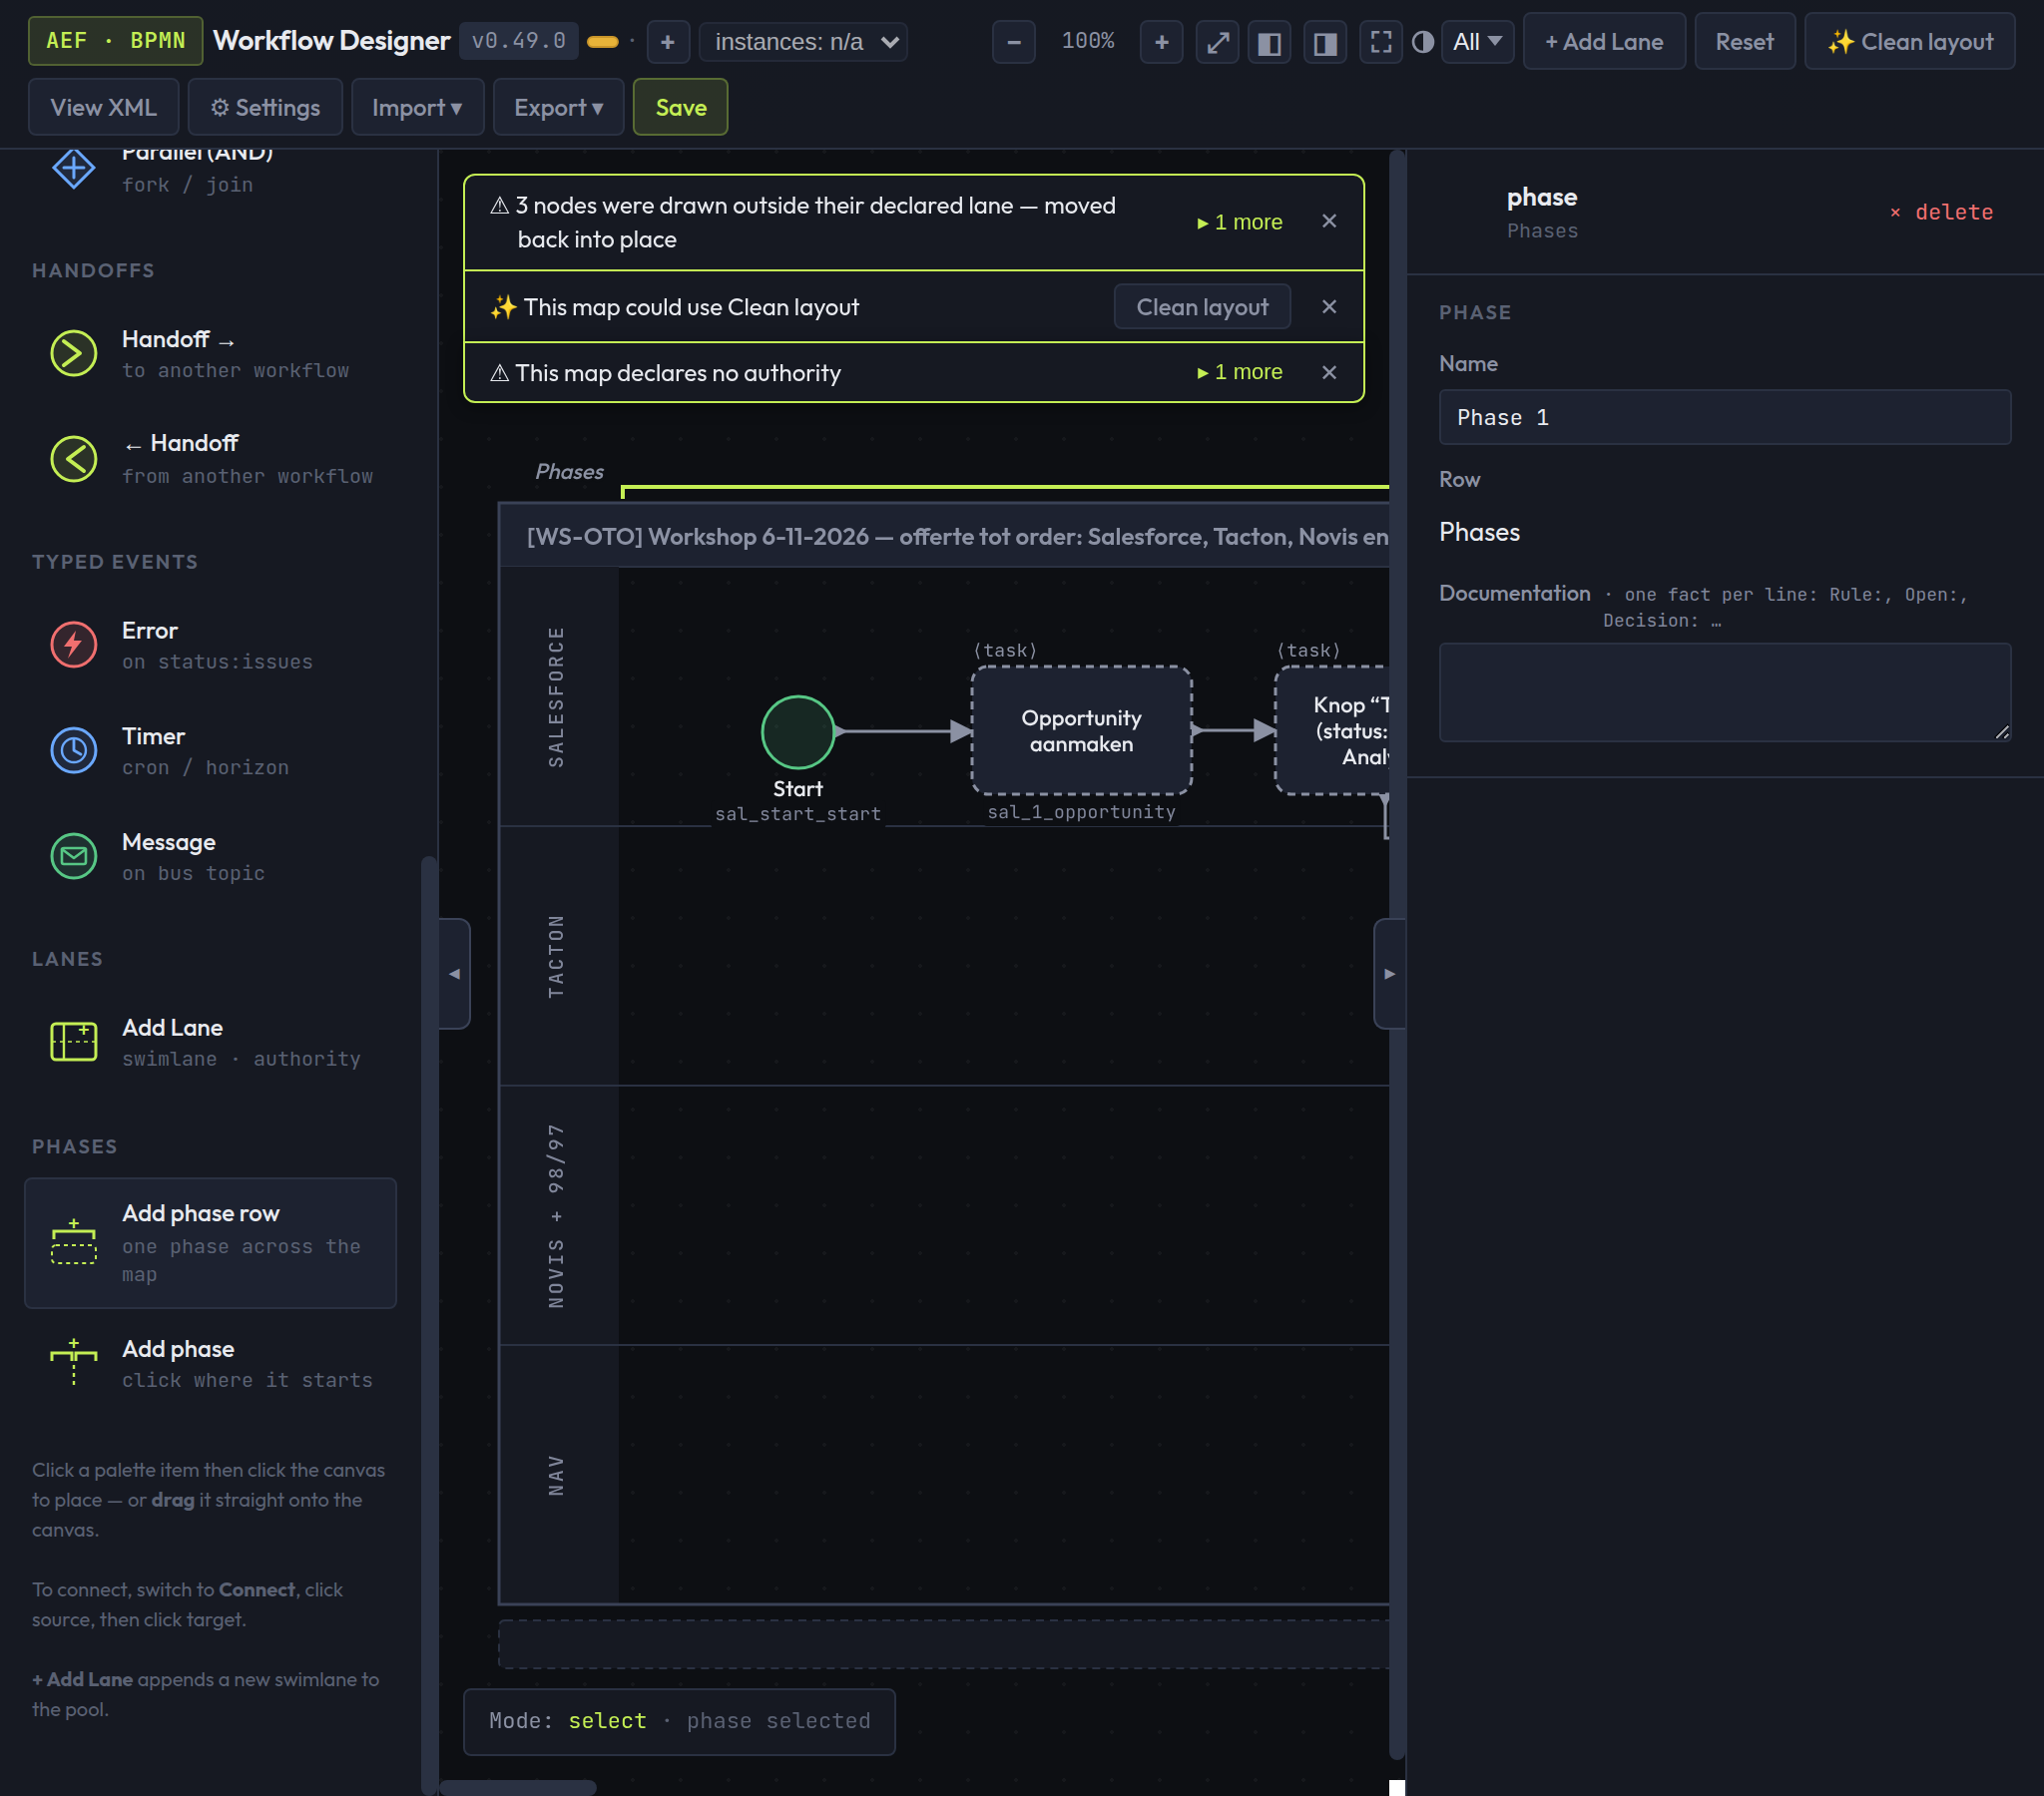 AEF · BPMN Workflow Designer v0.49.0 · + instances: n/a − 100% + All + Add Lane Reset ✨ Clean layout
View XML ⚙ Settings Import ▾ Export ▾ Save
Parallel (AND)
fork / join
HANDOFFS
Handoff →
to another workflow
← Handoff
from another workflow
TYPED EVENTS
Error
on status:issues
Timer
cron / horizon
Message
on bus topic
LANES
Add Lane
swimlane · authority
PHASES
Add phase row
one phase across the
map
Add phase
click where it starts
Click a palette item then click the canvas
to place — or drag it straight onto the
canvas.
To connect, switch to Connect, click
source, then click target.
+ Add Lane appends a new swimlane to
the pool.
⚠ 3 nodes were drawn outside their declared lane — moved
back into place
▸ 1 more ✕
✨ This map could use Clean layout Clean layout ✕
⚠ This map declares no authority ▸ 1 more ✕
Phases
[WS-OTO] Workshop 6-11-2026 — offerte tot order: Salesforce, Tacton, Novis en
SALESFORCE
⟨task⟩
⟨task⟩
Opportunity
aanmaken
Knop “T
(status:
Analy
Start
sal_start_start
sal_1_opportunity
TACTON
NOVIS + 98/97
NAV
Mode: select · phase selected
phase
Phases
× delete
PHASE
Name
Phase 1
Row
Phases
Documentation · one fact per line: Rule:, Open:,
Decision: …